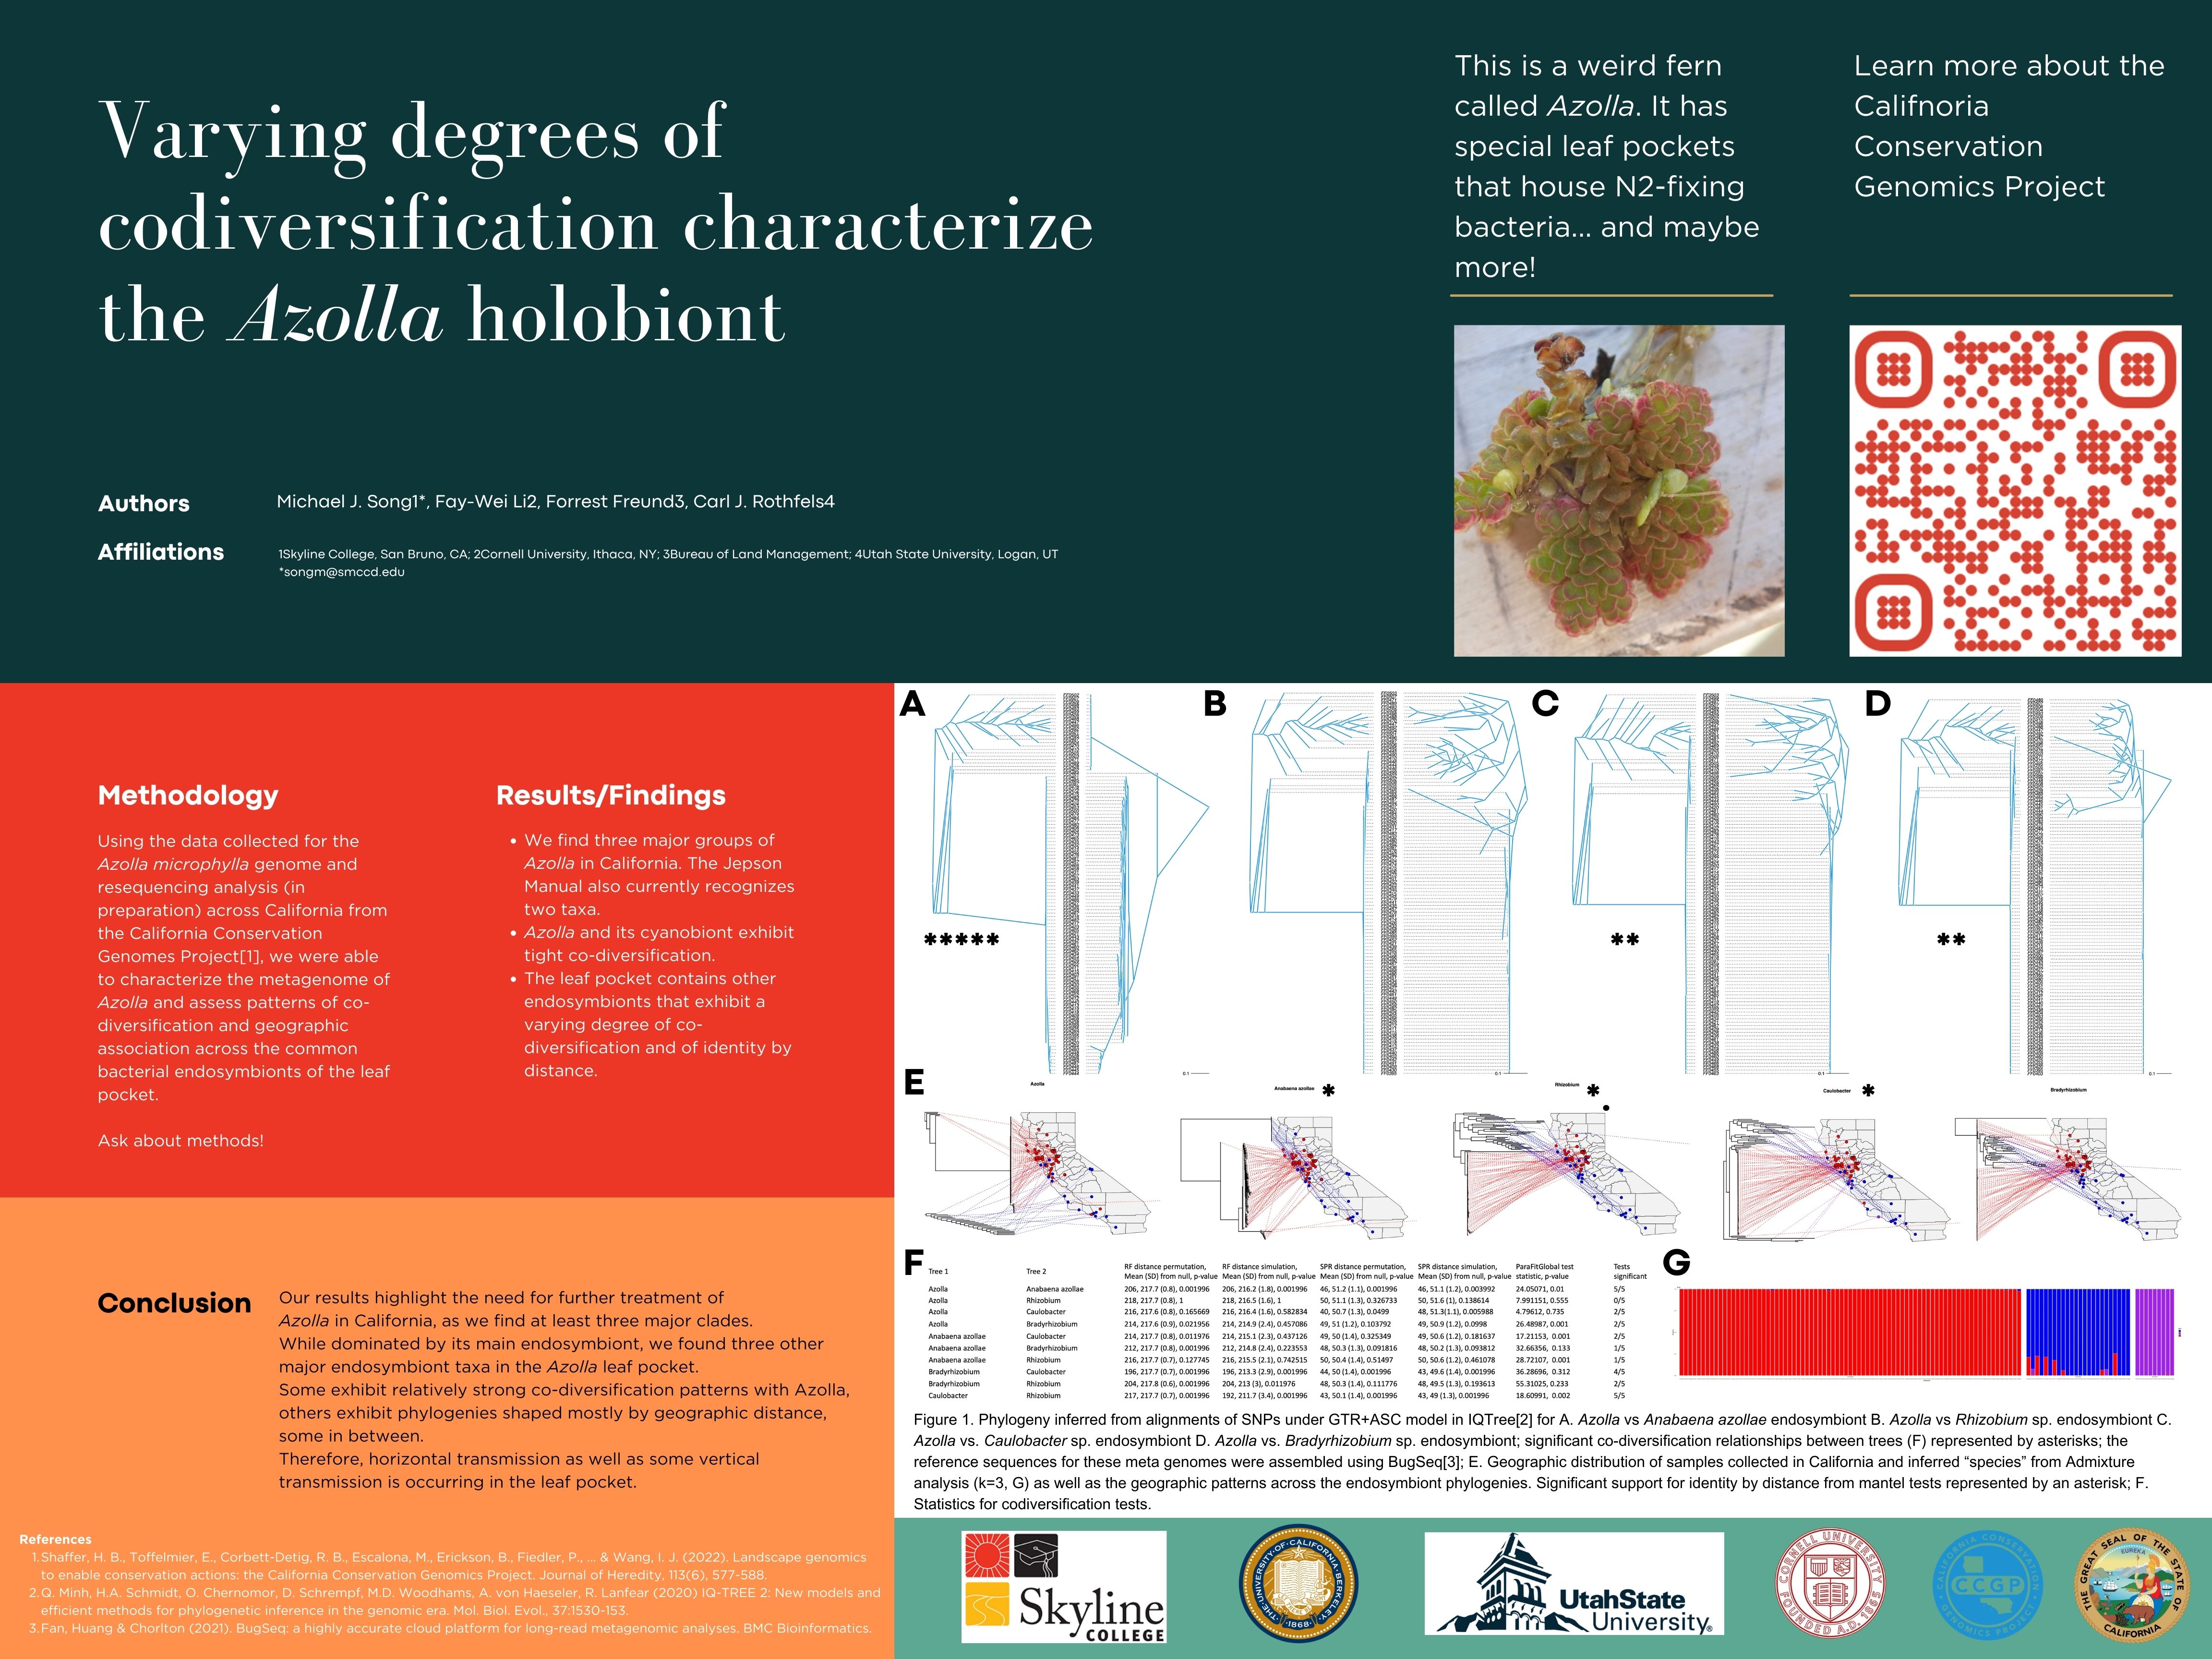 Varying degrees of
codiversification characterize
the Azolla holobiont
Authors
Michael J. Song1*, Fay-Wei Li2, Forrest Freund3, Carl J. Rothfels4
Affiliations
1Skyline College, San Bruno, CA; 2Cornell University, Ithaca, NY; 3Bureau of Land Management; 4Utah State University, Logan, UT
*songm@smccd.edu
This is a weird fern
called Azolla. It has
special leaf pockets
that house N2-fixing
bacteria... and maybe
more!
Learn more about the
Califnoria
Conservation
Genomics Project
Methodology
Using the data collected for the
Azolla microphylla genome and
resequencing analysis (in
preparation) across California from
the California Conservation
Genomes Project[1], we were able
to characterize the metagenome of
Azolla and assess patterns of co-
diversification and geographic
association across the common
bacterial endosymbionts of the leaf
pocket.
Ask about methods!
Results/Findings
• We find three major groups of
Azolla in California. The Jepson
Manual also currently recognizes
two taxa.
• Azolla and its cyanobiont exhibit
tight co-diversification.
• The leaf pocket contains other
endosymbionts that exhibit a
varying degree of co-
diversification and of identity by
distance.
Conclusion
Our results highlight the need for further treatment of
Azolla in California, as we find at least three major clades.
While dominated by its main endosymbiont, we found three other
major endosymbiont taxa in the Azolla leaf pocket.
Some exhibit relatively strong co-diversification patterns with Azolla,
others exhibit phylogenies shaped mostly by geographic distance,
some in between.
Therefore, horizontal transmission as well as some vertical
transmission is occurring in the leaf pocket.
References
1. Shaffer, H. B., Toffelmier, E., Corbett-Detig, R. B., Escalona, M., Erickson, B., Fiedler, P., ... & Wang, I. J. (2022). Landscape genomics
to enable conservation actions: the California Conservation Genomics Project. Journal of Heredity, 113(6), 577-588.
2. Q. Minh, H.A. Schmidt, O. Chernomor, D. Schrempf, M.D. Woodhams, A. von Haeseler, R. Lanfear (2020) IQ-TREE 2: New models and
efficient methods for phylogenetic inference in the genomic era. Mol. Biol. Evol., 37:1530-153.
3. Fan, Huang & Chorlton (2021). BugSeq: a highly accurate cloud platform for long-read metagenomic analyses. BMC Bioinformatics.
A
B
C
D
*****
**
**
0.1
0.1
0.1
0.1
E
Azolla
Anabaena azollae *
Rhizobium *
Caulobacter *
Bradyrhizobium
F
Tree 1 Tree 2 RF distance permutation, Mean (SD) from null, p-value RF distance simulation, Mean (SD) from null, p-value SPR distance permutation, Mean (SD) from null, p-value SPR distance simulation, Mean (SD) from null, p-value ParaFitGlobal test statistic, p-value Tests significant
Azolla Anabaena azollae 206, 217.7 (0.8), 0.001996 206, 216.2 (1.8), 0.001996 46, 51.2 (1.1), 0.001996 46, 51.1 (1.2), 0.003992 24.05071, 0.01 5/5
Azolla Rhizobium 218, 217.7 (0.8), 1 218, 216.5 (1.6), 1 50, 51.1 (1.3), 0.326733 50, 51.6 (1), 0.138614 7.991151, 0.555 0/5
Azolla Caulobacter 216, 217.6 (0.8), 0.165669 216, 216.4 (1.6), 0.582834 40, 50.7 (1.3), 0.0499 48, 51.3(1.1), 0.005988 4.79612, 0.735 2/5
Azolla Bradyrhizobium 214, 217.6 (0.9), 0.021956 214, 214.9 (2.4), 0.457086 49, 51 (1.2), 0.103792 49, 50.9 (1.2), 0.0998 26.48987, 0.001 2/5
Anabaena azollae Caulobacter 214, 217.7 (0.8), 0.011976 214, 215.1 (2.3), 0.437126 49, 50 (1.4), 0.325349 49, 50.6 (1.2), 0.181637 17.21153, 0.001 2/5
Anabaena azollae Bradyrhizobium 212, 217.7 (0.8), 0.001996 212, 214.8 (2.4), 0.223553 48, 50.3 (1.3), 0.091816 48, 50.2 (1.3), 0.093812 32.66356, 0.133 1/5
Anabaena azollae Rhizobium 216, 217.7 (0.7), 0.127745 216, 215.5 (2.1), 0.742515 50, 50.4 (1.4), 0.51497 50, 50.6 (1.2), 0.461078 28.72107, 0.001 1/5
Bradyrhizobium Caulobacter 196, 217.7 (0.7), 0.001996 196, 213.3 (2.9), 0.001996 44, 50 (1.4), 0.001996 43, 49.6 (1.4), 0.001996 36.28696, 0.312 4/5
Bradyrhizobium Rhizobium 204, 217.8 (0.6), 0.001996 204, 213 (3), 0.011976 48, 50.3 (1.4), 0.111776 48, 49.5 (1.3), 0.193613 55.31025, 0.233 2/5
Caulobacter Rhizobium 217, 217.7 (0.7), 0.001996 192, 211.7 (3.4), 0.001996 43, 50.1 (1.4), 0.001996 43, 49 (1.3), 0.001996 18.60991, 0.002 5/5
G
Figure 1. Phylogeny inferred from alignments of SNPs under GTR+ASC model in IQTree[2] for A. Azolla vs Anabaena azollae endosymbiont B. Azolla vs Rhizobium sp. endosymbiont C.
Azolla vs. Caulobacter sp. endosymbiont D. Azolla vs. Bradyrhizobium sp. endosymbiont; significant co-diversification relationships between trees (F) represented by asterisks; the
reference sequences for these meta genomes were assembled using BugSeq[3]; E. Geographic distribution of samples collected in California and inferred “species” from Admixture
analysis (k=3, G) as well as the geographic patterns across the endosymbiont phylogenies. Significant support for identity by distance from mantel tests represented by an asterisk; F.
Statistics for codiversification tests.
Skyline
COLLEGE
THE·UNIVERSITY·OF·CALIFORNIA·BERKELEY
·1868·
UtahState
University®
CORNELL UNIVERSITY
FOUNDED A.D. 1865
CALIFORNIA CONSERVATION
CCGP
GENOMICS PROJECT
THE GREAT SEAL OF THE STATE OF
CALIFORNIA
EUREKA